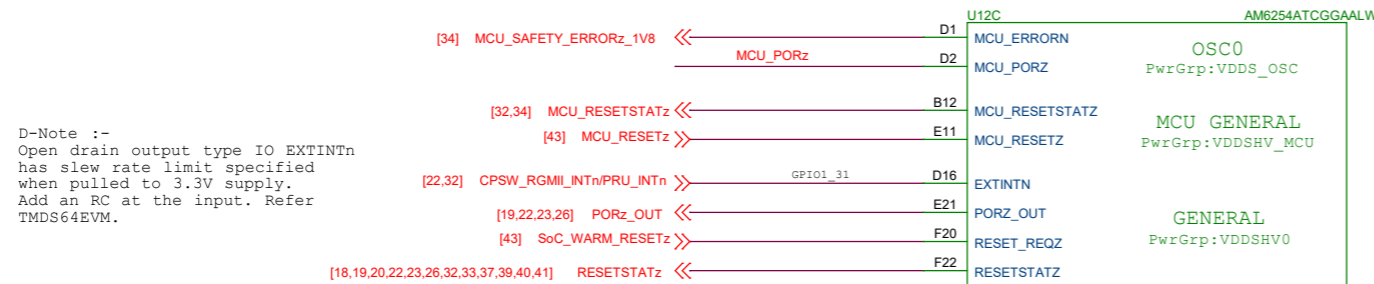 U12C AM6254ATCGGAALW
[34] MCU_SAFETY_ERRORz_1V8 D1 MCU_ERRORN
MCU_PORz D2 MCU_PORZ
OSC0
PwrGrp:VDDS_OSC
[32,34] MCU_RESETSTATz B12 MCU_RESETSTATZ
[43] MCU_RESETz E11 MCU_RESETZ
MCU GENERAL
PwrGrp:VDDSHV_MCU
D-Note :-
Open drain output type IO EXTINTn
has slew rate limit specified
when pulled to 3.3V supply.
Add an RC at the input. Refer
TMDS64EVM.
[22,32] CPSW_RGMII_INTn/PRU_INTn GPIO1_31 D16 EXTINTN
[19,22,23,26] PORz_OUT E21 PORZ_OUT
[43] SoC_WARM_RESETz F20 RESET_REQZ
GENERAL
PwrGrp:VDDSHV0
[18,19,20,22,23,26,32,33,37,39,40,41] RESETSTATz F22 RESETSTATZ